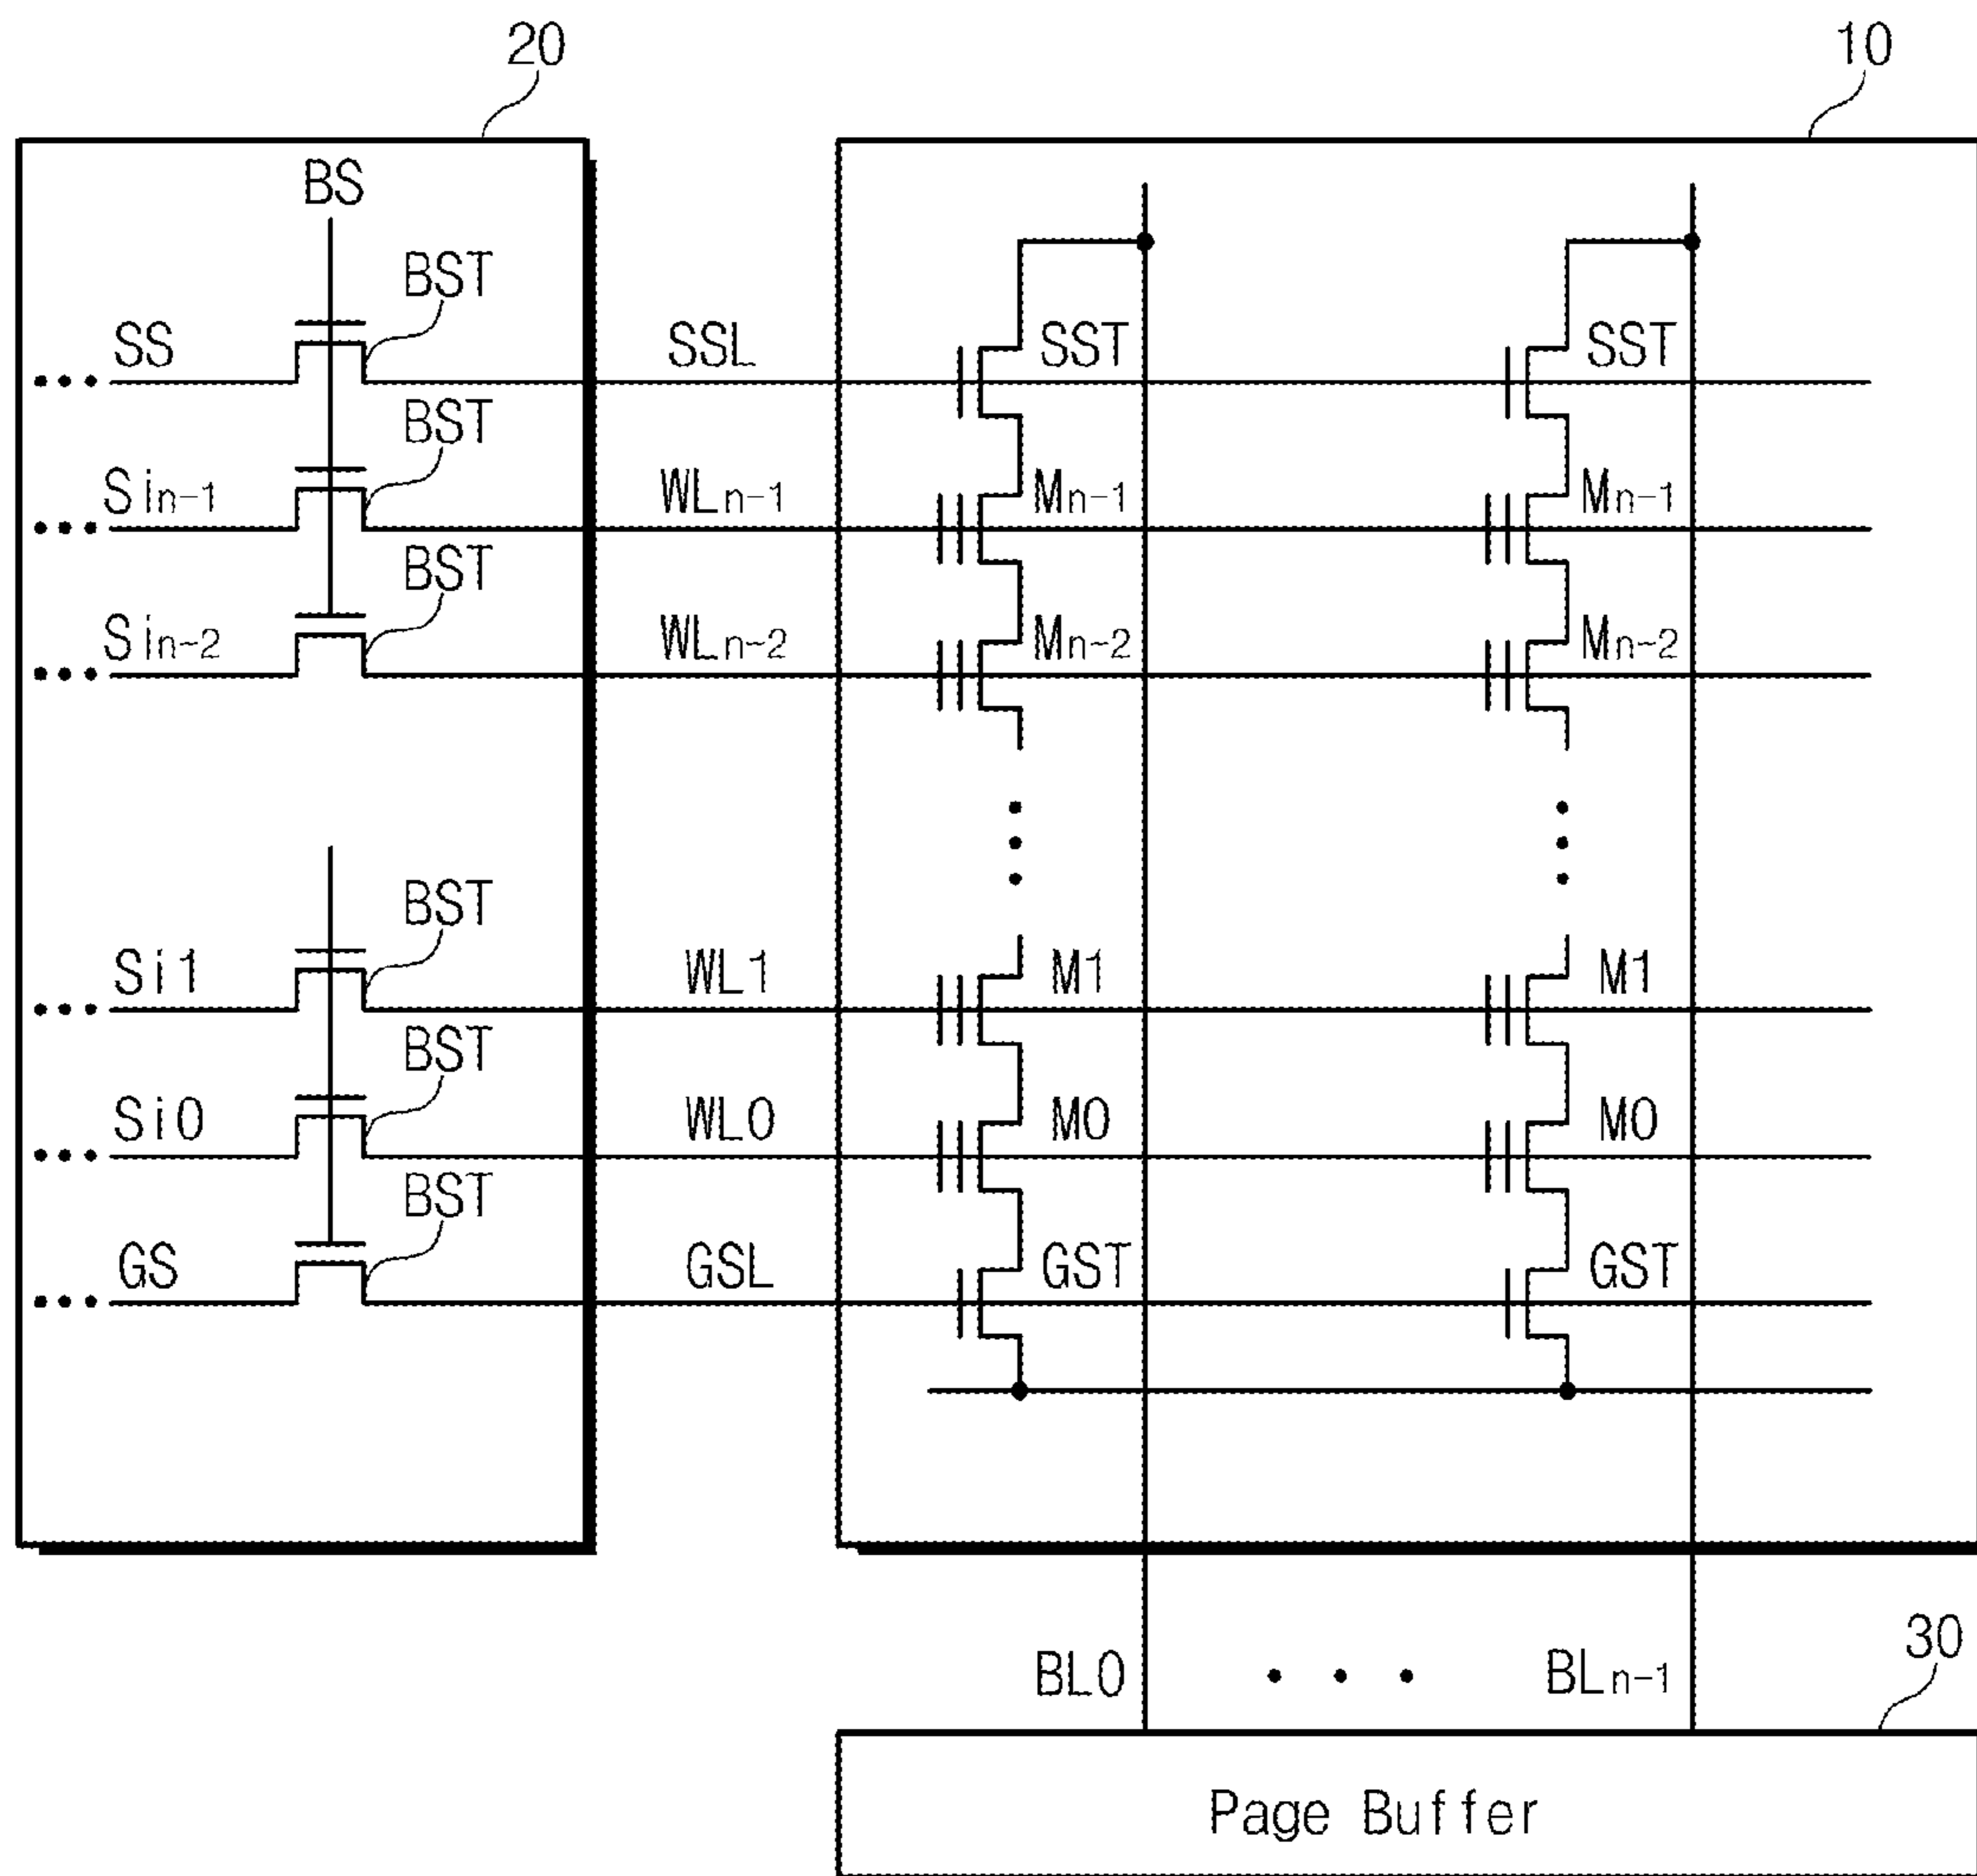 20 10
BS
BST
SS SSL SST SST
BST
Sin-1 WLn-1 Mn-1 Mn-1
BST
Sin-2 WLn-2 Mn-2 Mn-2
BST
Si1 WL1 M1 M1
BST
Si0 WL0 M0 M0
BST
GS GSL GST GST
30
BL0 • • • BLn-1
Page Buffer